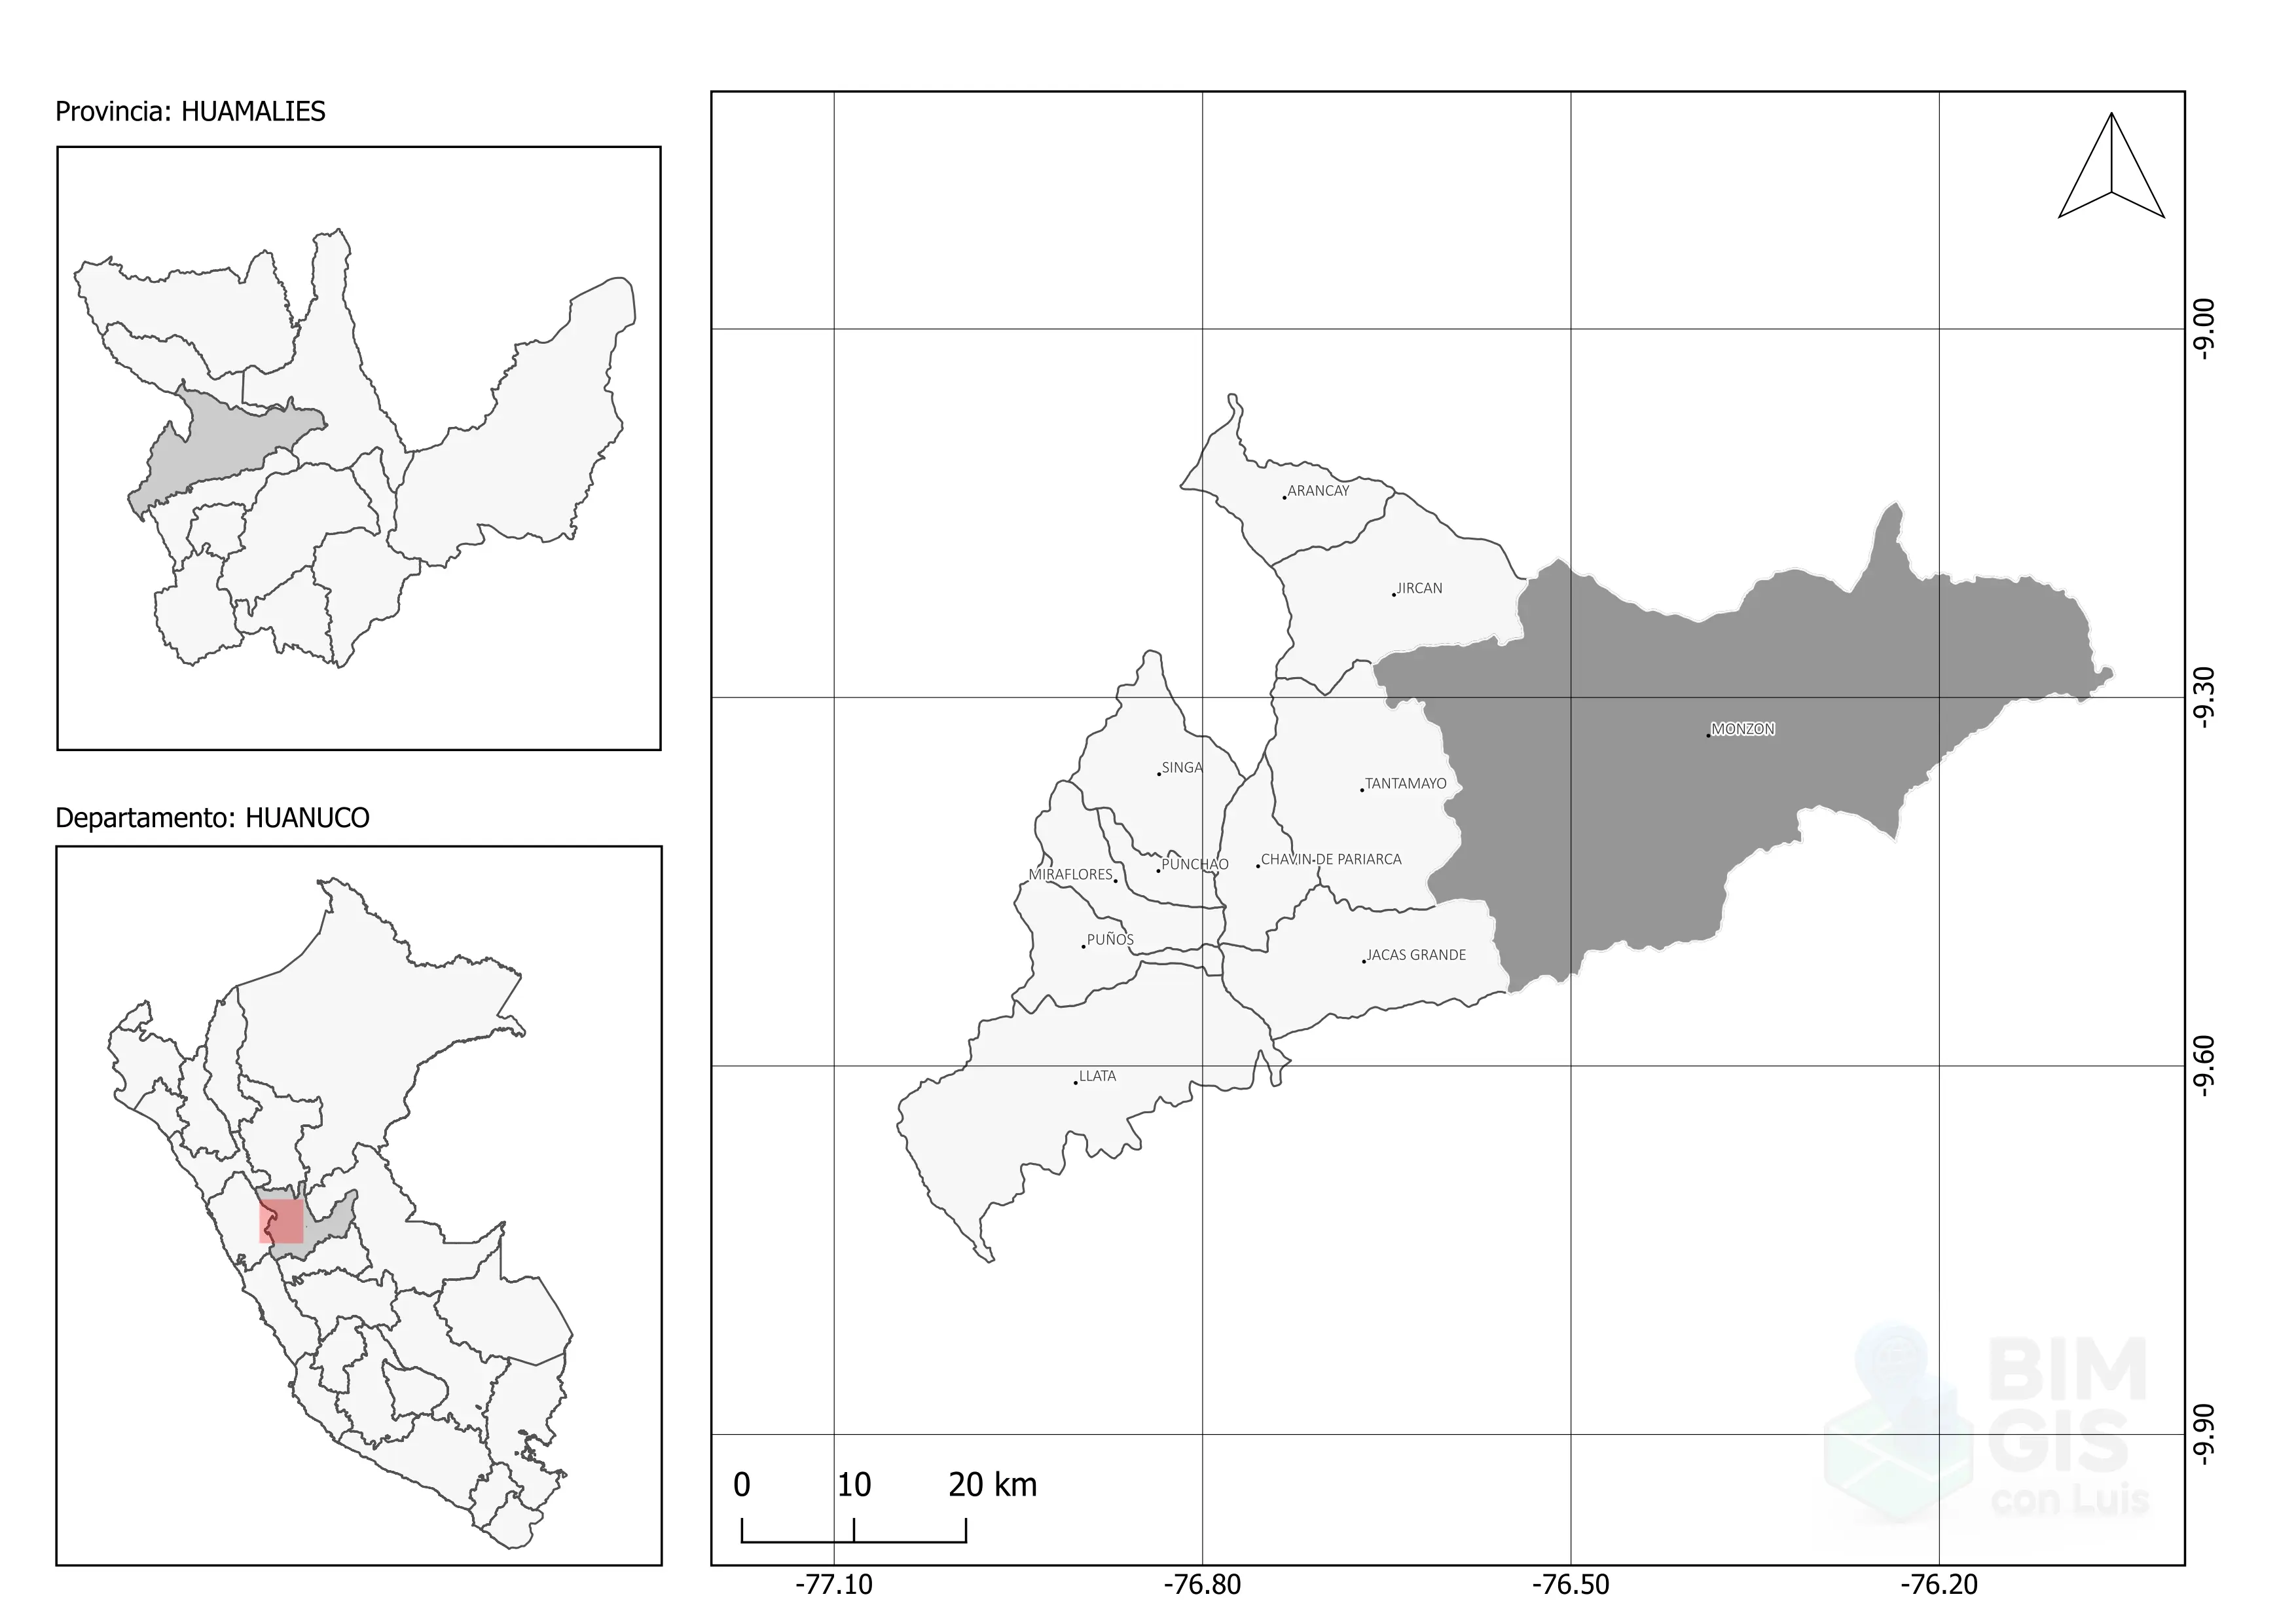 Provincia: HUAMALIES
Departamento: HUANUCO
ARANCAY
JIRCAN
MONZON
SINGA
TANTAMAYO
CHAVIN DE PARIARCA
PUNCHAO
MIRAFLORES
PUÑOS
JACAS GRANDE
LLATA
-9.00
-9.30
-9.60
-9.90
0 10 20 km
-77.10 -76.80 -76.50 -76.20
BIM
GIS
con Luis